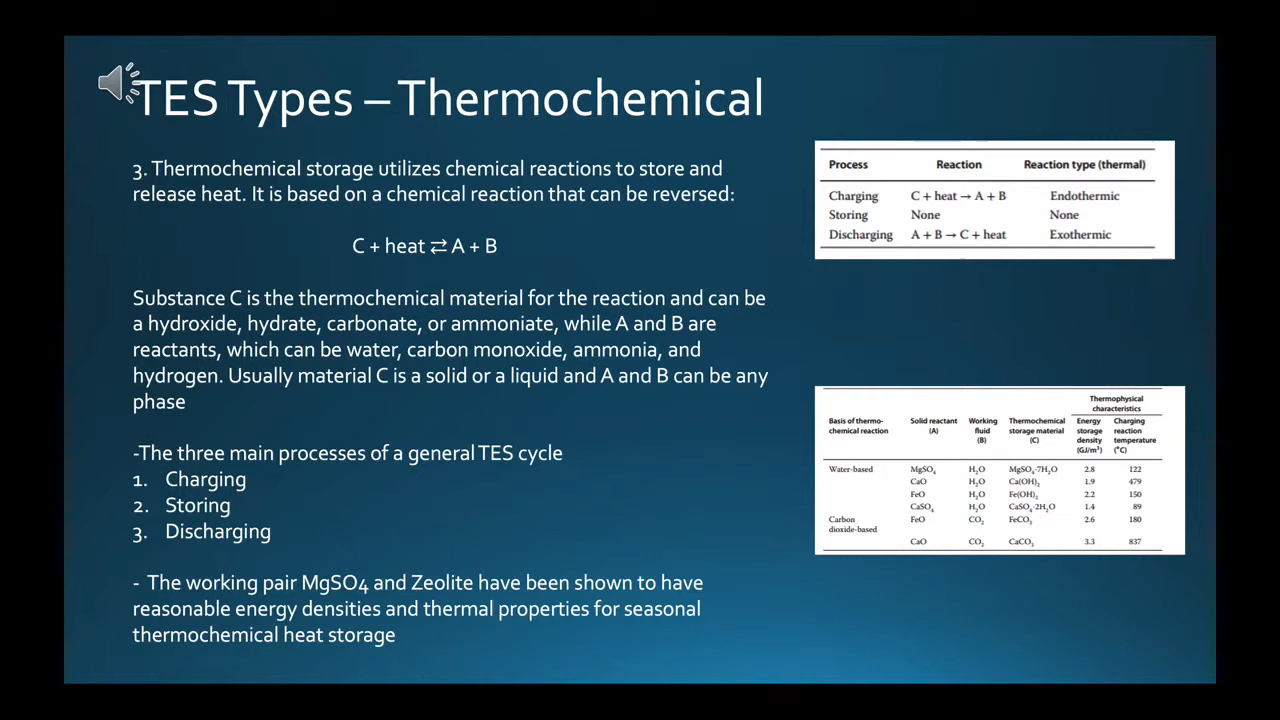 TES Types – Thermochemical
3. Thermochemical storage utilizes chemical reactions to store and
release heat. It is based on a chemical reaction that can be reversed:
C + heat ⇄ A + B
Substance C is the thermochemical material for the reaction and can be
a hydroxide, hydrate, carbonate, or ammoniate, while A and B are
reactants, which can be water, carbon monoxide, ammonia, and
hydrogen. Usually material C is a solid or a liquid and A and B can be any
phase
-The three main processes of a general TES cycle
1. Charging
2. Storing
3. Discharging
- The working pair MgSO4 and Zeolite have been shown to have
reasonable energy densities and thermal properties for seasonal
thermochemical heat storage
Process Reaction Reaction type (thermal)
Charging C + heat → A + B Endothermic
Storing None None
Discharging A + B → C + heat Exothermic
Thermophysical
characteristics
Basis of thermo- Solid reactant Working Thermochemical Energy Charging
chemical reaction (A) fluid storage material storage reaction
(B) (C) density temperature
(GJ/m³) (°C)
Water-based MgSO₄ H₂O MgSO₄·7H₂O 2.8 122
CaO H₂O Ca(OH)₂ 1.9 479
FeO H₂O Fe(OH)₂ 2.2 150
CaSO₄ H₂O CaSO₄·2H₂O 1.4 89
Carbon FeO CO₂ FeCO₃ 2.6 180
dioxide-based
CaO CO₂ CaCO₃ 3.3 837